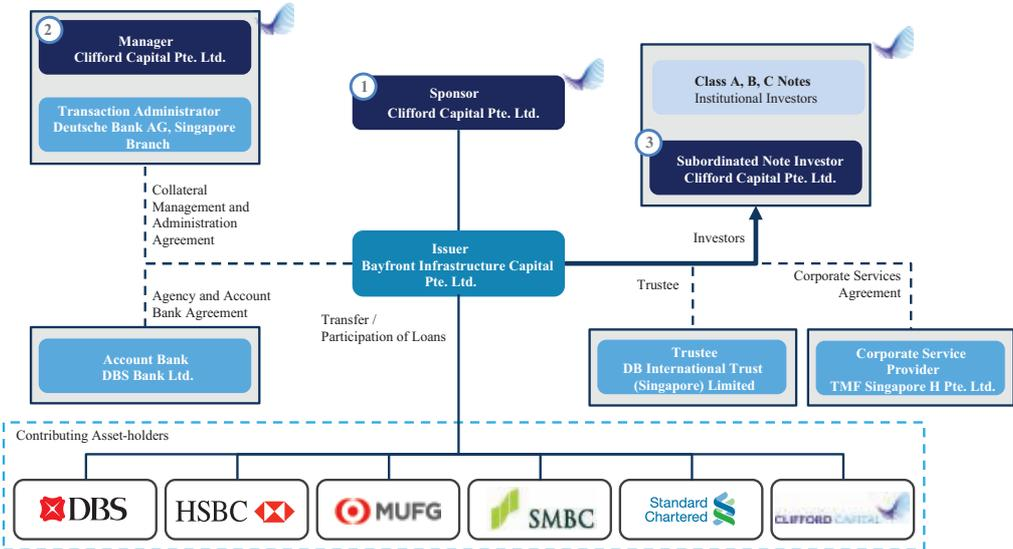 2
Manager
Clifford Capital Pte. Ltd.
Transaction Administrator
Deutsche Bank AG, Singapore
Branch
1
Sponsor
Clifford Capital Pte. Ltd.
Class A, B, C Notes
Institutional Investors
3
Subordinated Note Investor
Clifford Capital Pte. Ltd.
Collateral
Management and
Administration
Agreement
Issuer
Bayfront Infrastructure Capital
Pte. Ltd.
Investors
Trustee
Corporate Services
Agreement
Agency and Account
Bank Agreement
Transfer /
Participation of Loans
Account Bank
DBS Bank Ltd.
Trustee
DB International Trust
(Singapore) Limited
Corporate Service
Provider
TMF Singapore H Pte. Ltd.
Contributing Asset-holders
DBS
HSBC
MUFG
SMBC
Standard
Chartered
CLIFFORD CAPITAL